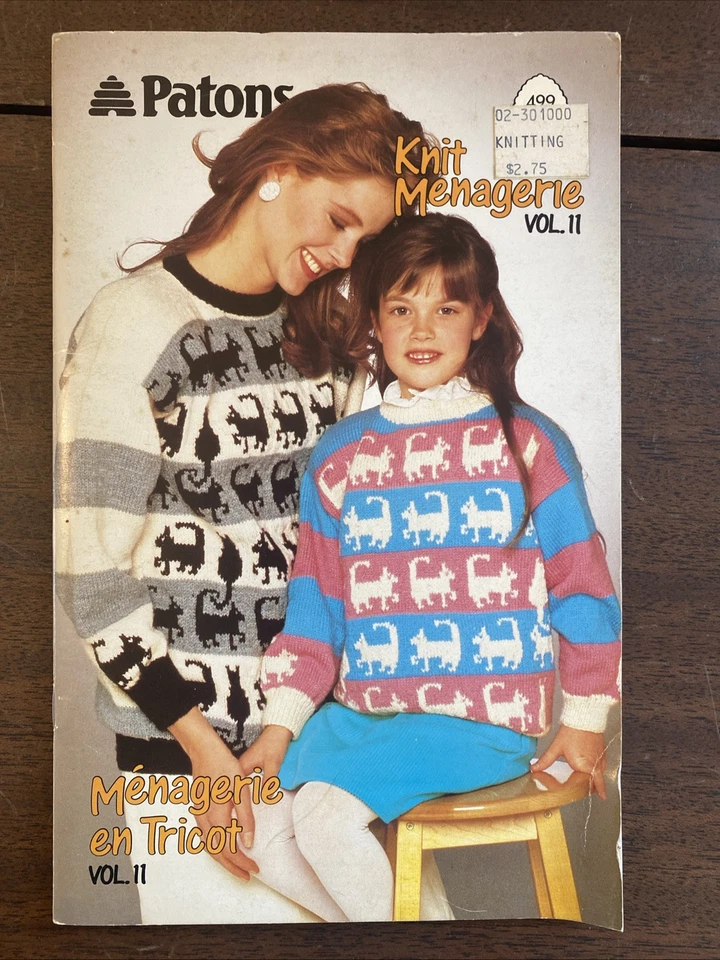 Patons
499
02-301000
KNITTING
$2.75
Knit
Menagerie
VOL. 11
Ménagerie
en Tricot
VOL. 11